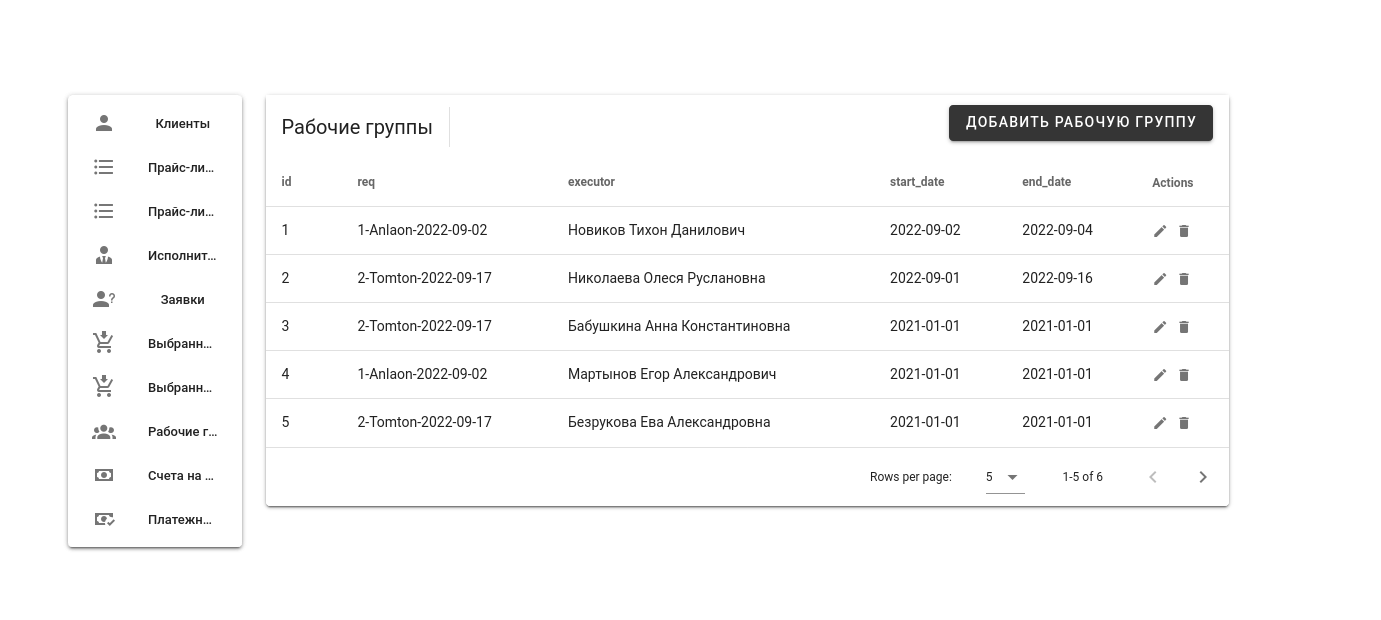 Клиенты
Прайс-ли...
Прайс-ли...
Исполнит...
Заявки
Выбранн...
Выбранн...
Рабочие г...
Счета на ...
Платежн...
Рабочие группы
ДОБАВИТЬ РАБОЧУЮ ГРУППУ
id req executor start_date end_date Actions
1 1-Anlaon-2022-09-02 Новиков Тихон Данилович 2022-09-02 2022-09-04
2 2-Tomton-2022-09-17 Николаева Олеся Руслановна 2022-09-01 2022-09-16
3 2-Tomton-2022-09-17 Бабушкина Анна Константиновна 2021-01-01 2021-01-01
4 1-Anlaon-2022-09-02 Мартынов Егор Александрович 2021-01-01 2021-01-01
5 2-Tomton-2022-09-17 Безрукова Ева Александровна 2021-01-01 2021-01-01
Rows per page: 5 1-5 of 6